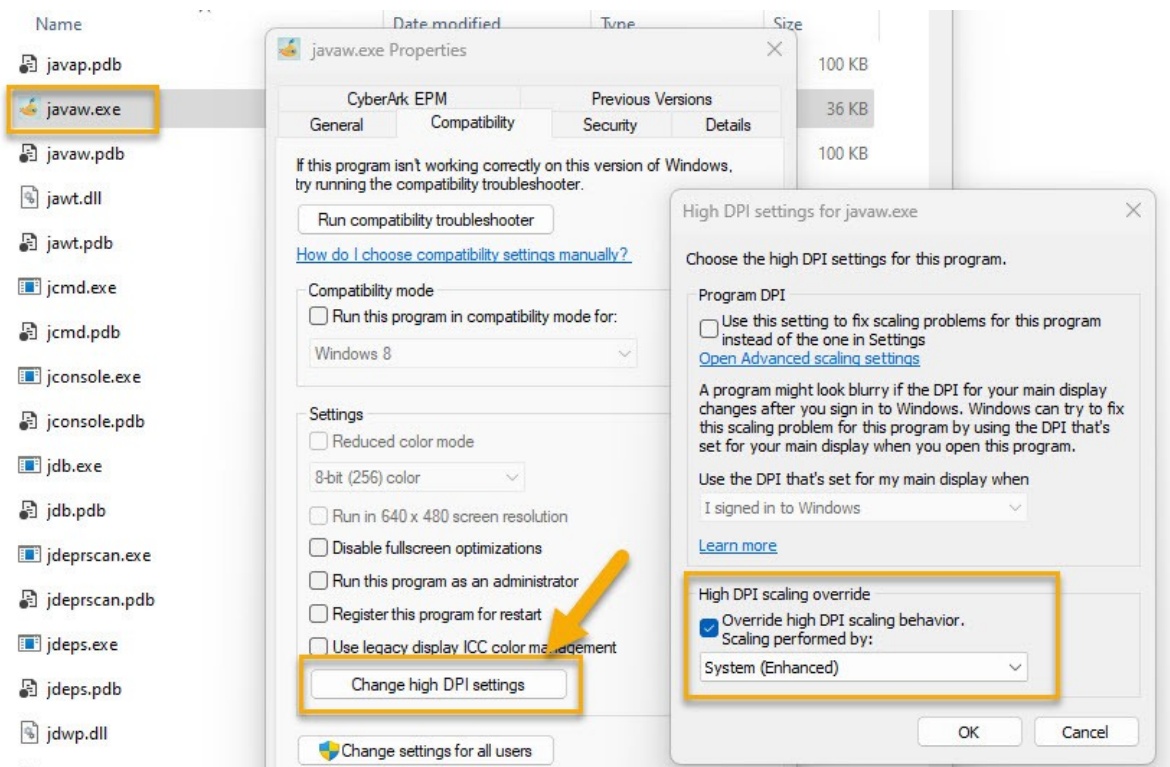 Name
Date modified
Type
Size
javap.pdb
100 KB
javaw.exe
36 KB
javaw.pdb
100 KB
jawt.dll
jawt.pdb
jcmd.exe
jcmd.pdb
jconsole.exe
jconsole.pdb
jdb.exe
jdb.pdb
jdeprscan.exe
jdeprscan.pdb
jdeps.exe
jdeps.pdb
jdwp.dll
javaw.exe Properties
CyberArk EPM
Previous Versions
General
Compatibility
Security
Details
If this program isn't working correctly on this version of Windows,
try running the compatibility troubleshooter.
Run compatibility troubleshooter
How do I choose compatibility settings manually?
Compatibility mode
Run this program in compatibility mode for:
Windows 8
Settings
Reduced color mode
8-bit (256) color
Run in 640 x 480 screen resolution
Disable fullscreen optimizations
Run this program as an administrator
Register this program for restart
Use legacy display ICC color management
Change high DPI settings
Change settings for all users
High DPI settings for javaw.exe
Choose the high DPI settings for this program.
Program DPI
Use this setting to fix scaling problems for this program
instead of the one in Settings
Open Advanced scaling settings
A program might look blurry if the DPI for your main display
changes after you sign in to Windows. Windows can try to fix
this scaling problem for this program by using the DPI that's
set for your main display when you open this program.
Use the DPI that's set for my main display when
I signed in to Windows
Learn more
High DPI scaling override
Override high DPI scaling behavior.
Scaling performed by:
System (Enhanced)
OK
Cancel